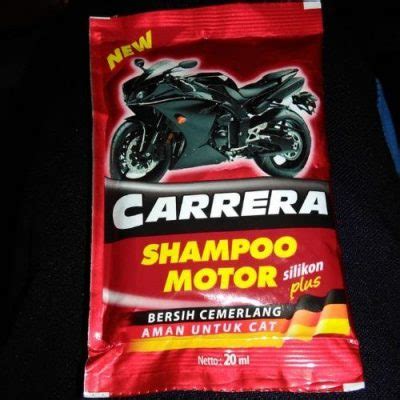 NEW
CARRERA
SHAMPOO
MOTOR silikon
plus
BERSIH CEMERLANG
AMAN UNTUK CAT
Netto: 20 ml